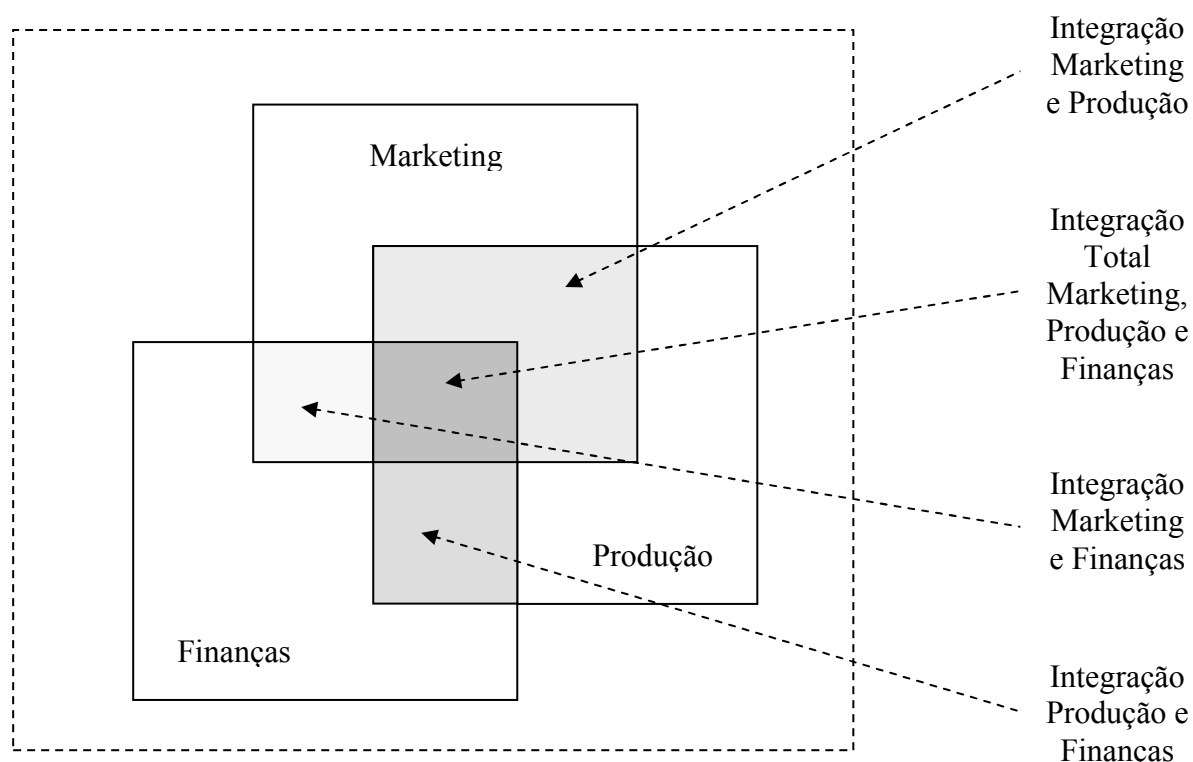 Integração
Marketing
e Produção
Marketing
Integração
Total
Marketing,
Produção e
Finanças
Integração
Marketing
e Finanças
Produção
Finanças
Integração
Produção e
Financas